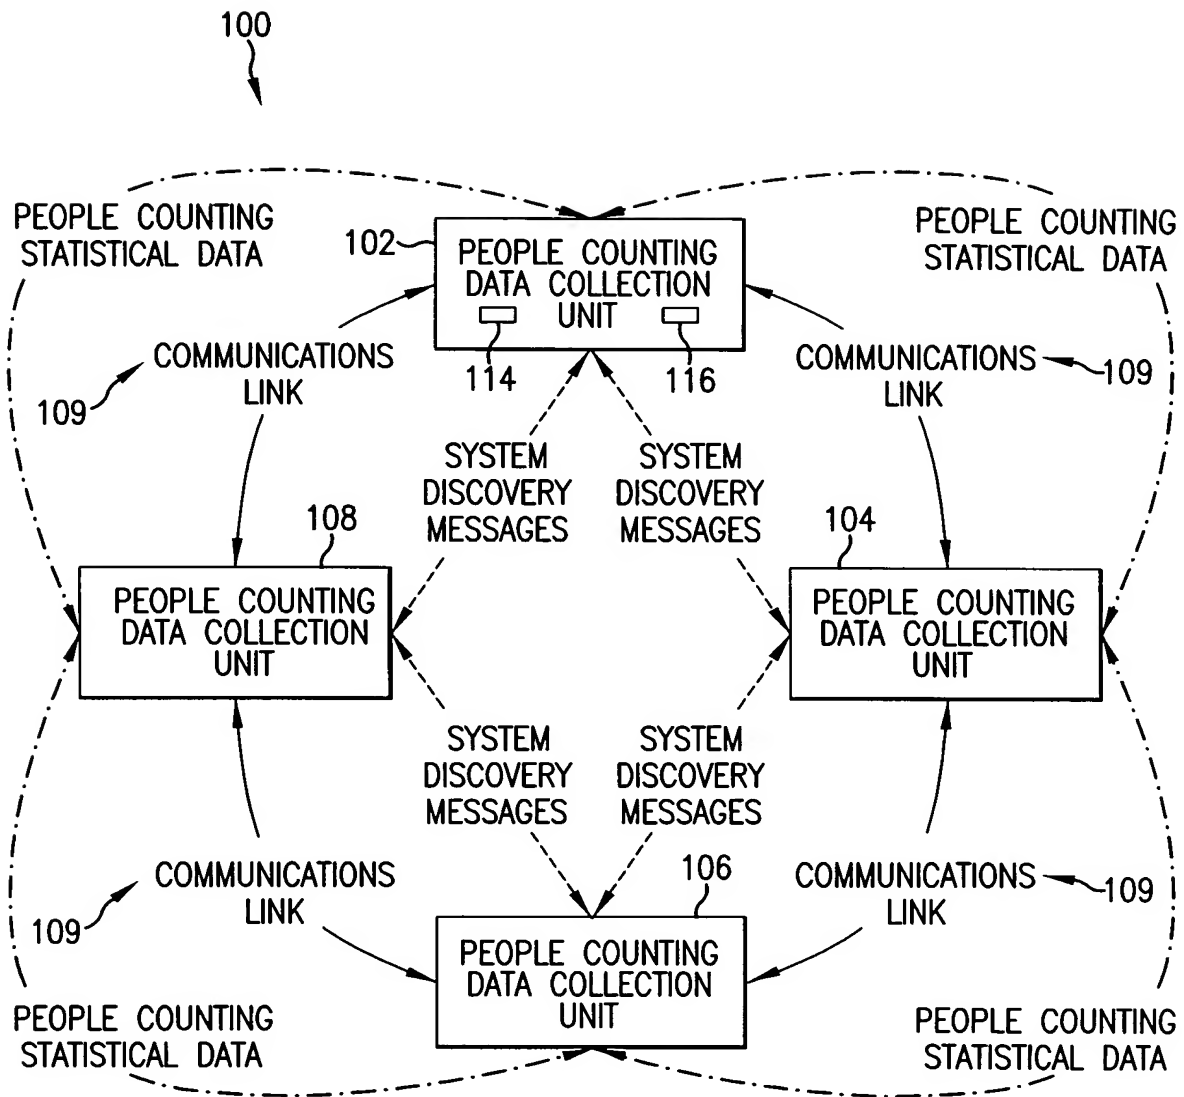 100
PEOPLE COUNTING
STATISTICAL DATA
PEOPLE COUNTING
STATISTICAL DATA
102
PEOPLE COUNTING
DATA COLLECTION
UNIT
114
116
COMMUNICATIONS
LINK
109
COMMUNICATIONS
LINK
109
SYSTEM
DISCOVERY
MESSAGES
SYSTEM
DISCOVERY
MESSAGES
108
PEOPLE COUNTING
DATA COLLECTION
UNIT
104
PEOPLE COUNTING
DATA COLLECTION
UNIT
SYSTEM
DISCOVERY
MESSAGES
SYSTEM
DISCOVERY
MESSAGES
COMMUNICATIONS
LINK
109
COMMUNICATIONS
LINK
109
106
PEOPLE COUNTING
DATA COLLECTION
UNIT
PEOPLE COUNTING
STATISTICAL DATA
PEOPLE COUNTING
STATISTICAL DATA